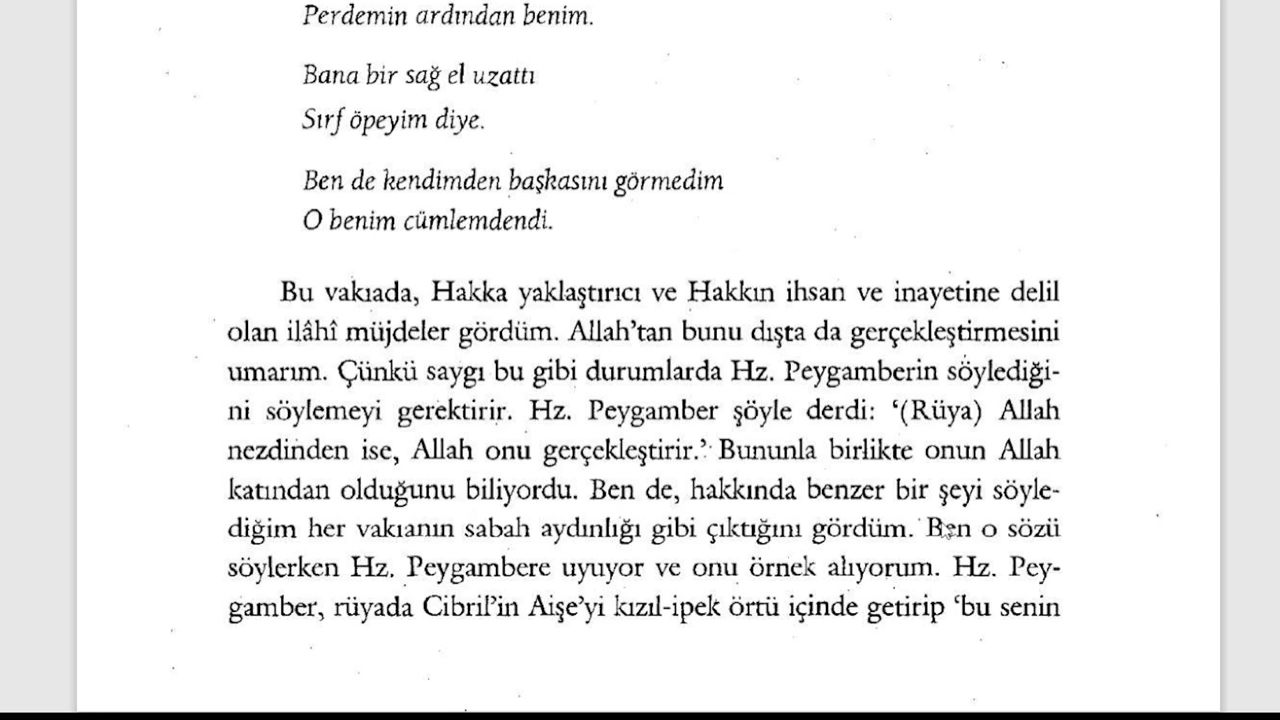 Perdemin ardından benim.
Bana bir sağ el uzattı
Sırf öpeyim diye.
Ben de kendimden başkasını görmedim
O benim cümlemdendi.
Bu vakıada, Hakka yaklaştırıcı ve Hakkın ihsan ve inayetine delil
olan ilâhî müjdeler gördüm. Allah’tan bunu dışta da gerçekleştirmesini
umarım. Çünkü saygı bu gibi durumlarda Hz. Peygamberin söylediği-
ni söylemeyi gerektirir. Hz. Peygamber şöyle derdi: ‘(Rüya) Allah
nezdinden ise, Allah onu gerçekleştirir.’ Bununla birlikte onun Allah
katından olduğunu biliyordu. Ben de, hakkında benzer bir şeyi söyle-
diğim her vakıanın sabah aydınlığı gibi çıktığını gördüm. Ben o sözü
söylerken Hz. Peygambere uyuyor ve onu örnek alıyorum. Hz. Pey-
gamber, rüyada Cibril’in Aişe’yi kızıl-ipek örtü içinde getirip ‘bu senin